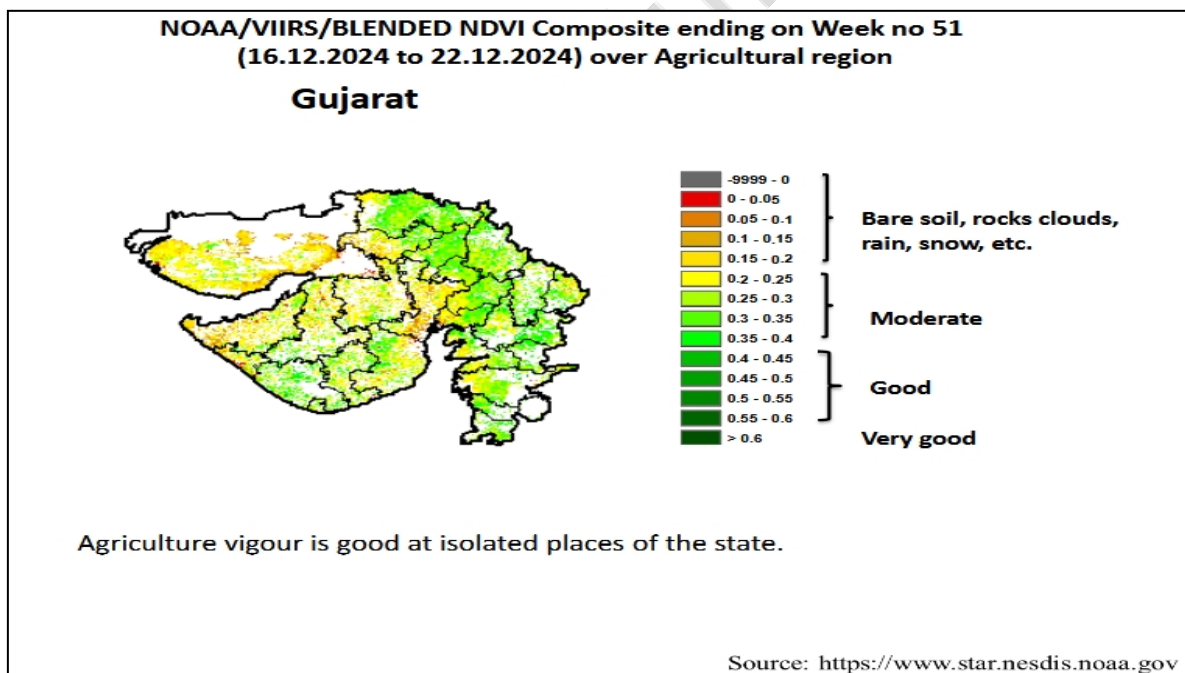 NOAA/VIIRS/BLENDED NDVI Composite ending on Week no 51
(16.12.2024 to 22.12.2024) over Agricultural region
Gujarat
-9999 - 0
0 - 0.05
0.05 - 0.1
0.1 - 0.15
0.15 - 0.2
0.2 - 0.25
0.25 - 0.3
0.3 - 0.35
0.35 - 0.4
0.4 - 0.45
0.45 - 0.5
0.5 - 0.55
0.55 - 0.6
> 0.6
Bare soil, rocks clouds,
rain, snow, etc.
Moderate
Good
Very good
Agriculture vigour is good at isolated places of the state.
Source: https://www.star.nesdis.noaa.gov